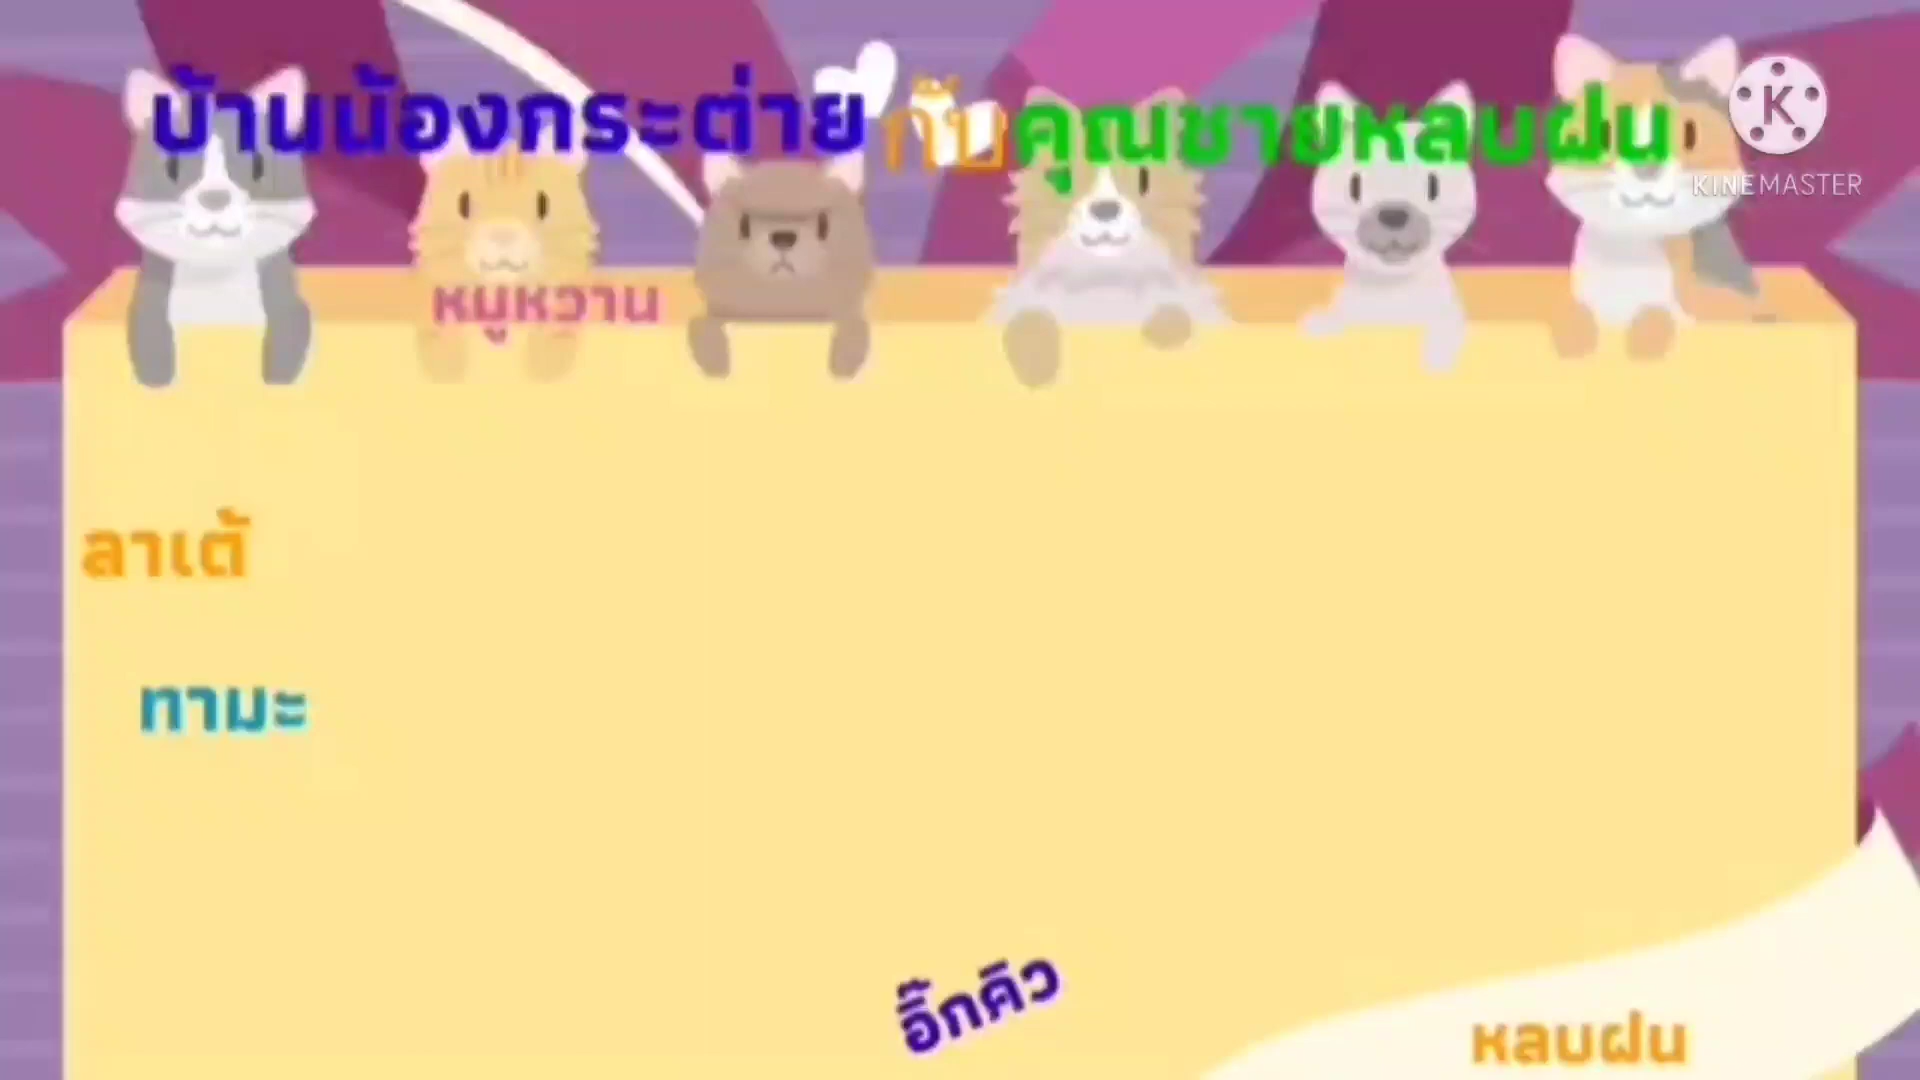 บ้านน้องกระต่าย กับ คุณชายหลบฝน
KINEMASTER
หมูหวาน
ลาเต้
ทามะ
อิ๊กคิว
หลบฝน